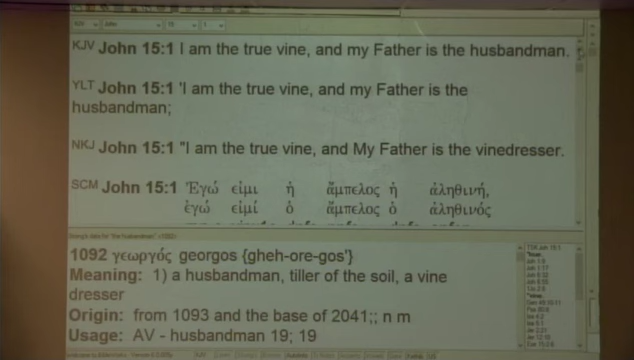 KJV John 15:1 I am the true vine, and my Father is the husbandman.
YLT John 15:1 'I am the true vine, and my Father is the
husbandman;
NKJ John 15:1 "I am the true vine, and My Father is the vinedresser.
SCM John 15:1 Ἐγώ εἰμι ἡ ἄμπελος ἡ ἀληθινή,
ἐγώ εἰμί ὁ ἄμπελος ὁ ἀληθινός
1092 γεωργός georgos {gheh-ore-gos'}
Meaning: 1) a husbandman, tiller of the soil, a vine
dresser
Origin: from 1093 and the base of 2041;; n m
Usage: AV - husbandman 19; 19